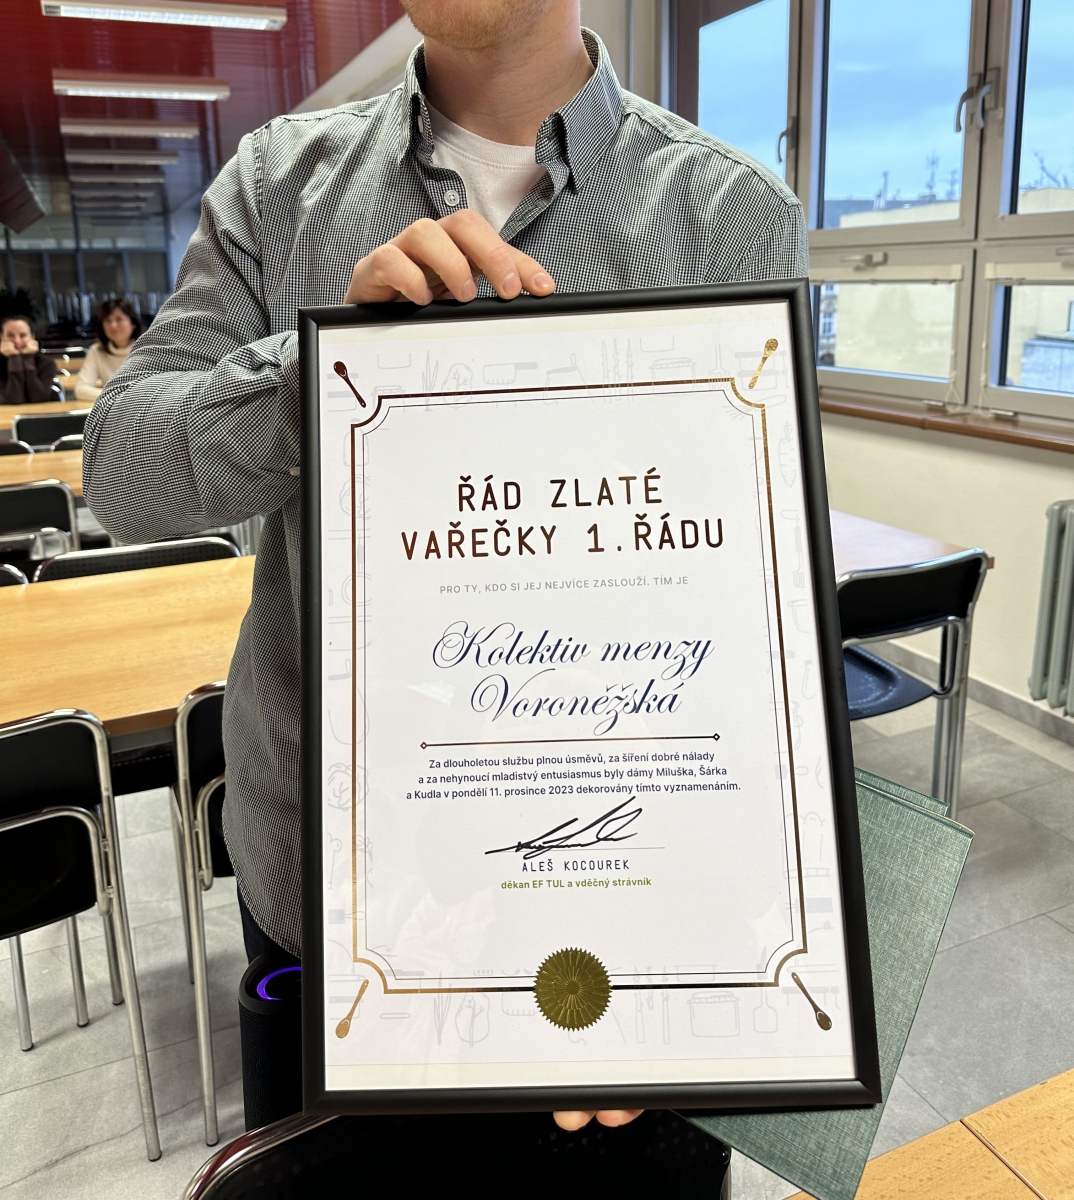 ŘÁD ZLATÉ
VAŘEČKY 1.ŘÁDU
PRO TY, KDO SI JEJ NEJVÍCE ZASLOUŽÍ. TÍM JE
Kolektiv menzy
Voroněžská
Za dlouholetou službu plnou úsměvů, za šíření dobré nálady
a za nehynoucí mladistvý entusiasmus byly dámy Miluška, Šárka
a Kudla v pondělí 11. prosince 2023 dekorovány tímto vyznamenáním.
ALEŠ KOCOUREK
děkan EF TUL a vděčný strávník